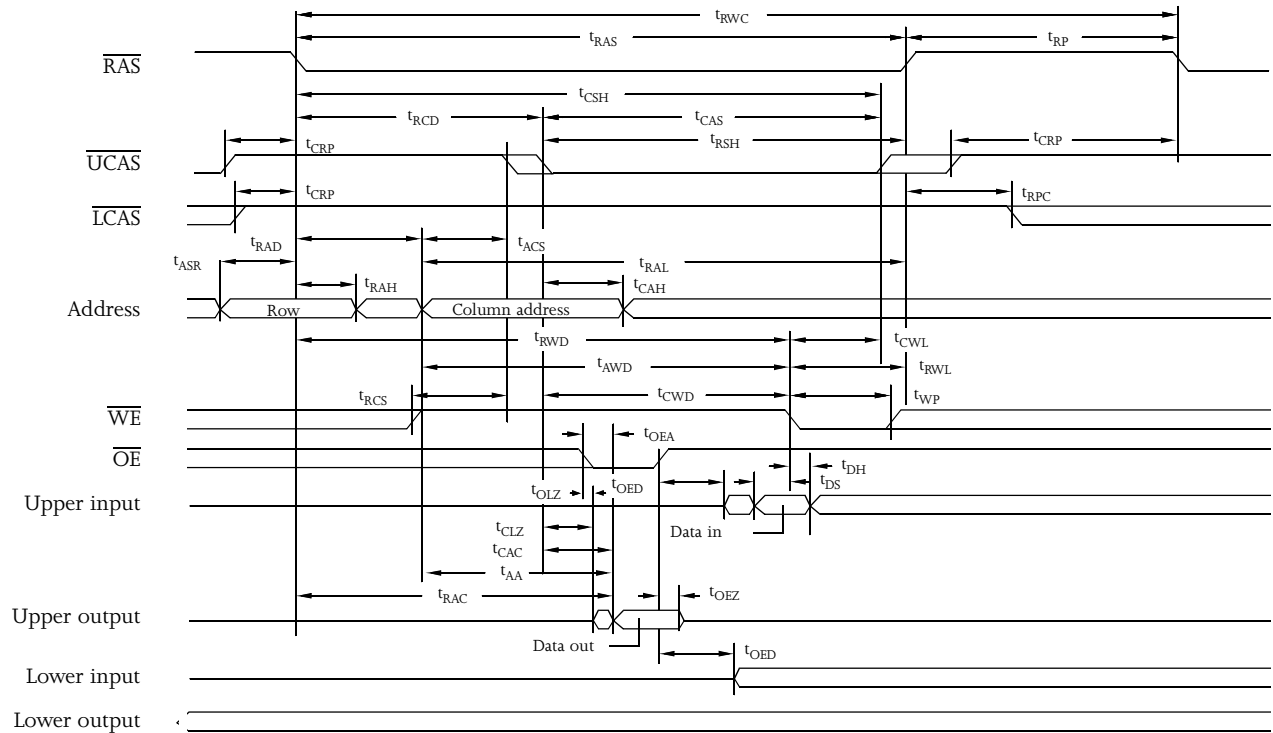 tRWC
tRAS
tRP
RAS
tCSH
tRCD
tCAS
tCRP
tRSH
tCRP
UCAS
tCRP
tRPC
LCAS
tRAD
tACS
tASR
tRAL
tRAH
tCAH
Address
Row
Column address
tRWD
tCWL
tAWD
tRWL
tRCS
tCWD
tWP
WE
tOEA
OE
tDH
tOLZ
tOED
tDS
Upper input
tCLZ
Data in
tCAC
tAA
tRAC
tOEZ
Upper output
Data out
tOED
Lower input
Lower output